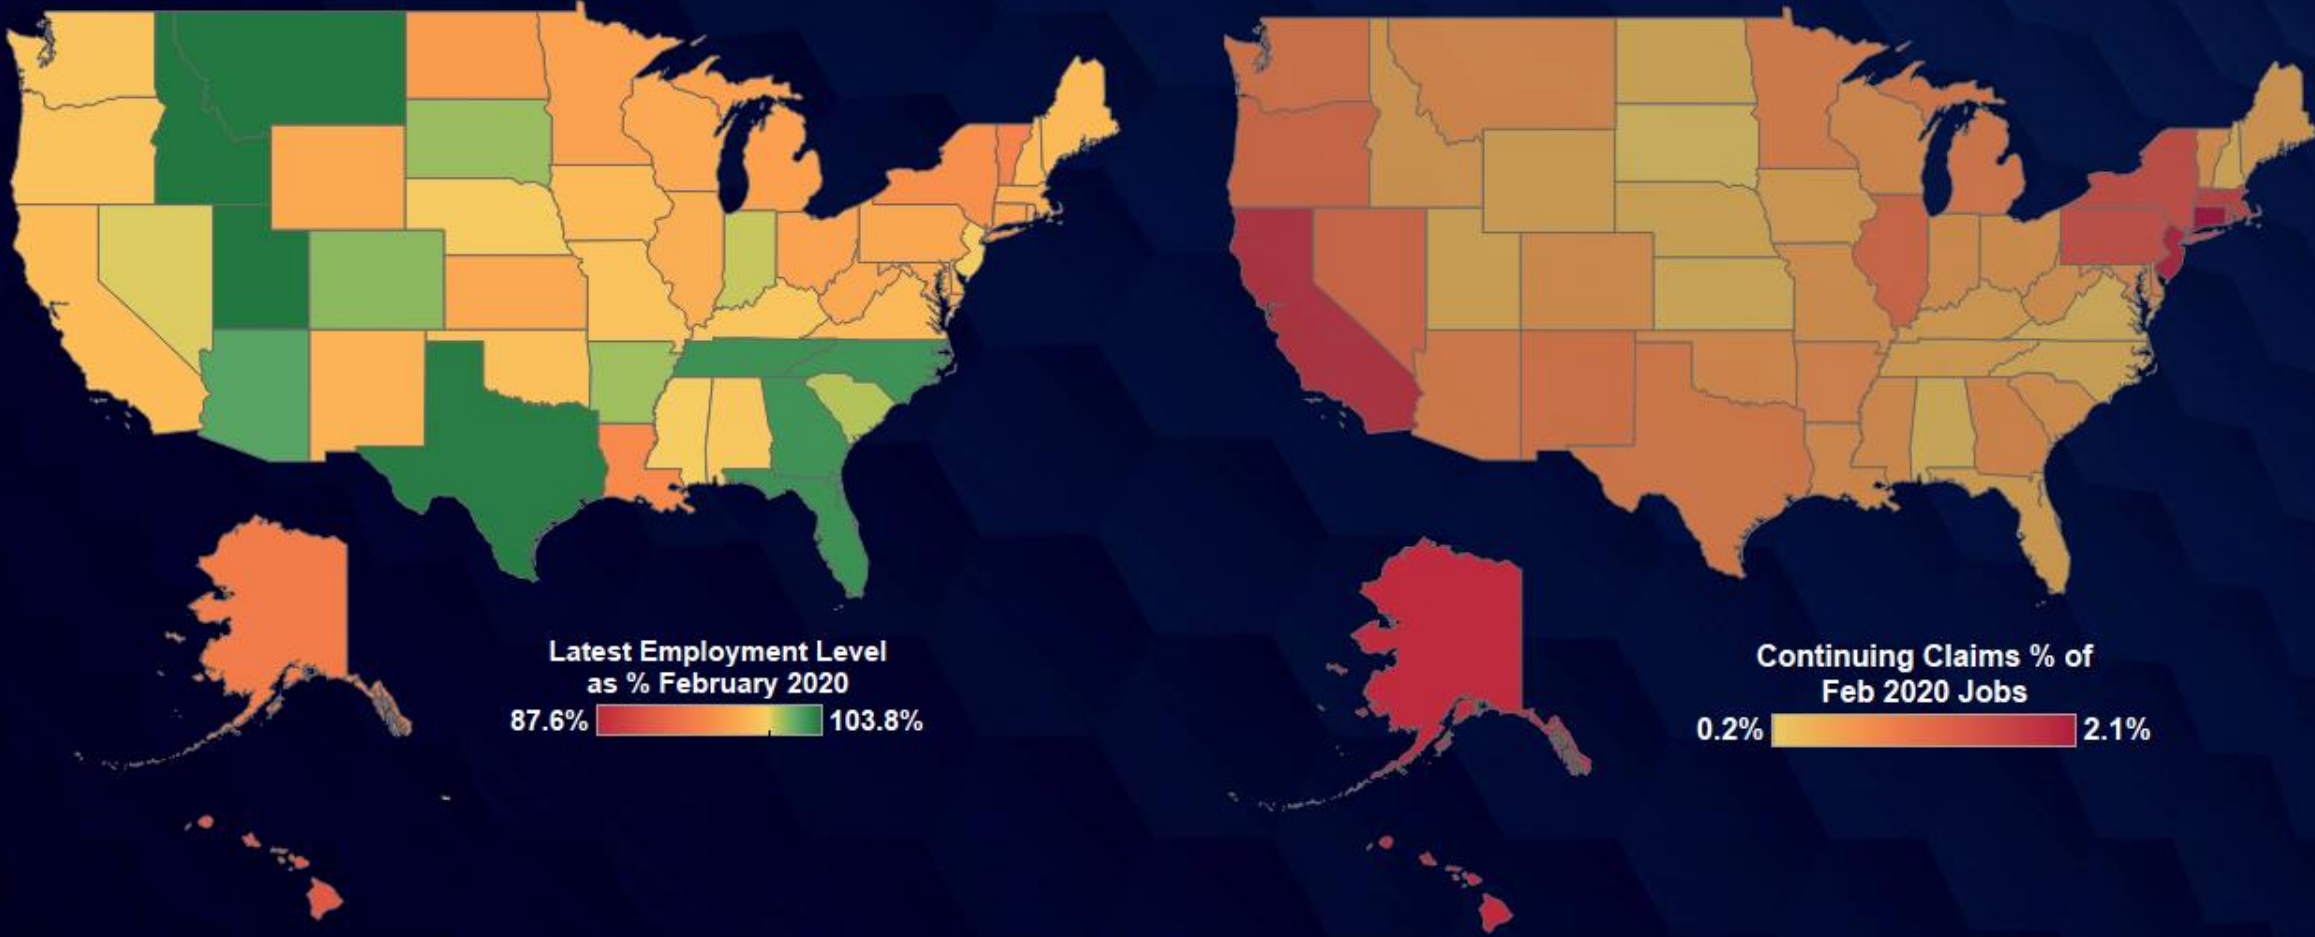 Latest Employment Level
as % February 2020
87.6% 103.8%
Continuing Claims % of
Feb 2020 Jobs
0.2% 2.1%